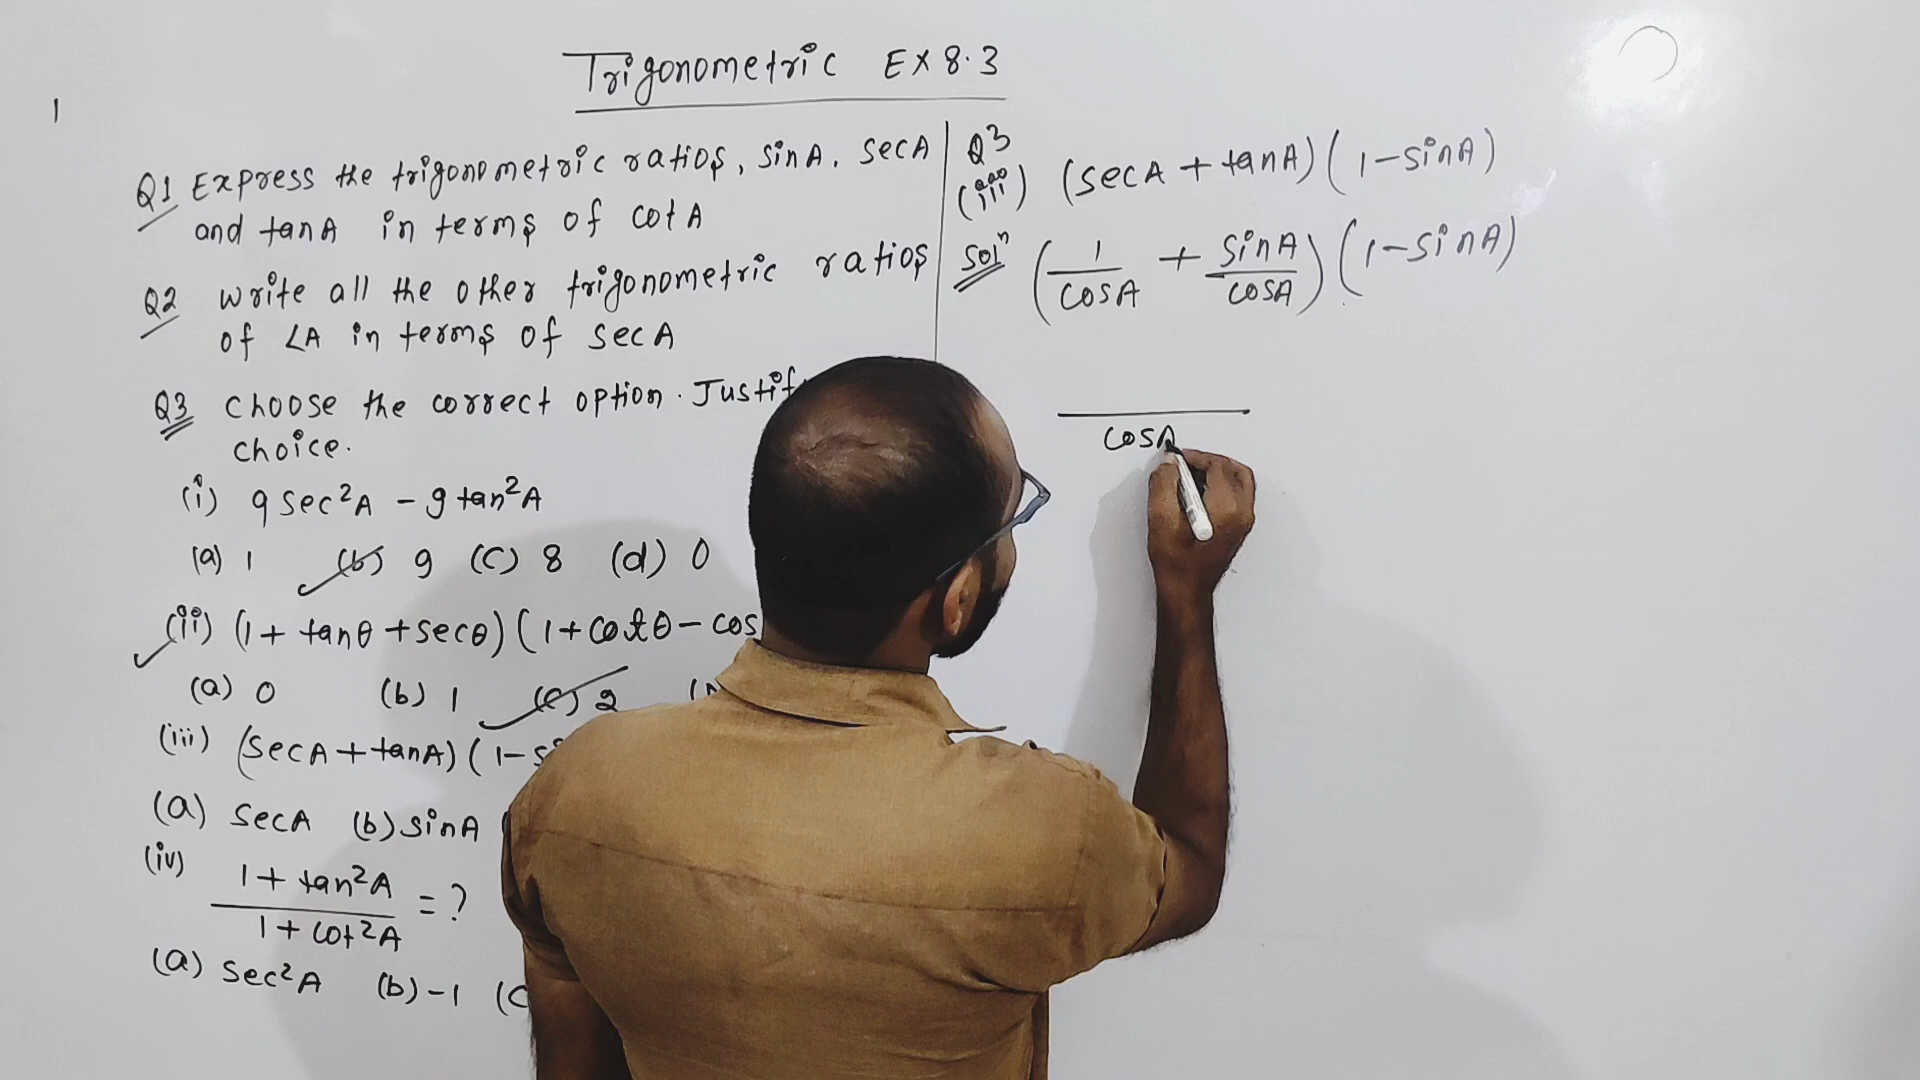 Trigonometric EX 8.3
Q1 Express the trigonometric ratios, sinA, secA
and tanA in terms of cotA
Q2 write all the other trigonometric ratios
of ∠A in terms of secA
Q3 choose the correct option. Justif
choice.
(i) 9 sec²A - 9 tan²A
(a) 1 (b) 9 (c) 8 (d) 0
(ii) (1 + tanθ + secθ) (1 + cotθ - cos
(a) 0 (b) 1 (c) 2
(iii) (secA + tanA) (1 - s
(a) secA (b) sinA
(iv) 1 + tan²A / 1 + cot²A = ?
(a) sec²A (b) -1 (c
Q3
(iii) (secA + tanA) (1 - sinA)
Solⁿ (1/cosA + sinA/cosA) (1 - sinA)
cosA